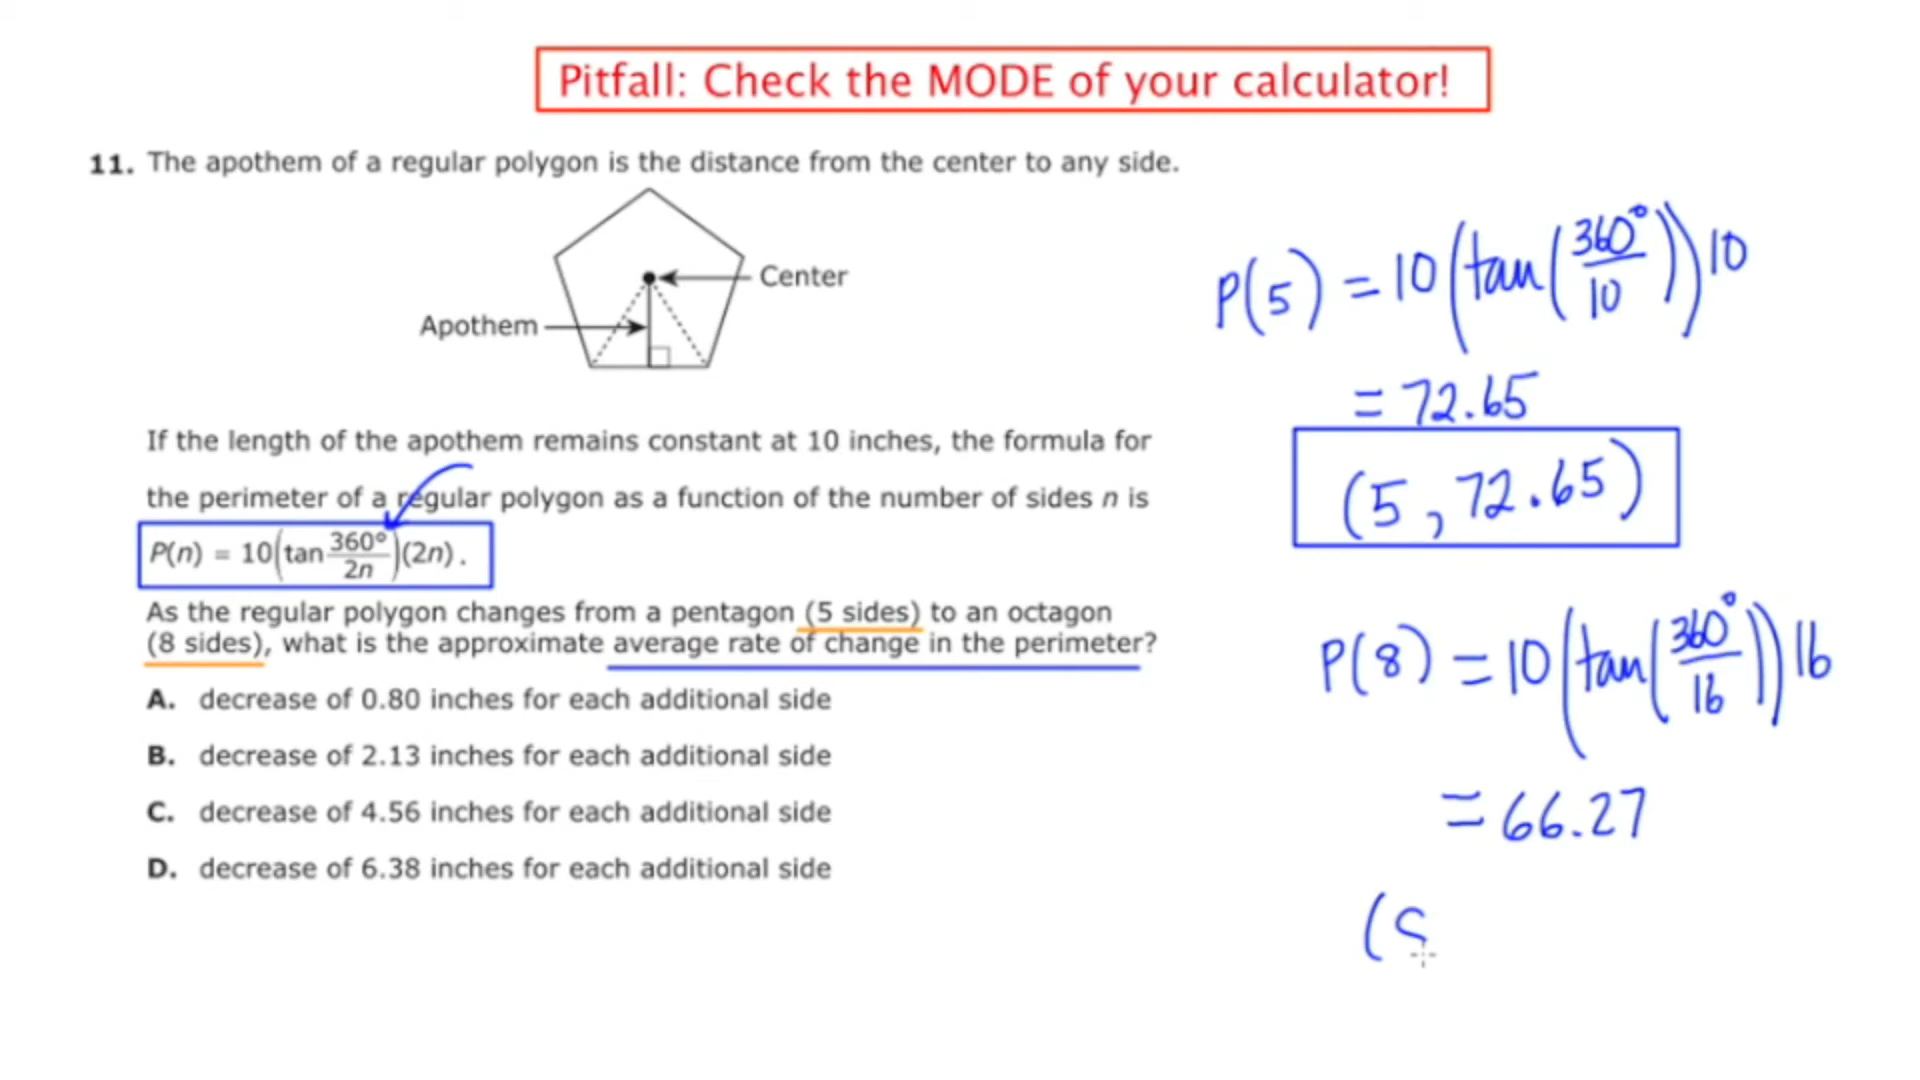 Pitfall: Check the MODE of your calculator!
11. The apothem of a regular polygon is the distance from the center to any side.
Center
Apothem
If the length of the apothem remains constant at 10 inches, the formula for
the perimeter of a regular polygon as a function of the number of sides n is
P(n) = 10(tan 360°/2n)(2n).
As the regular polygon changes from a pentagon (5 sides) to an octagon
(8 sides), what is the approximate average rate of change in the perimeter?
A. decrease of 0.80 inches for each additional side
B. decrease of 2.13 inches for each additional side
C. decrease of 4.56 inches for each additional side
D. decrease of 6.38 inches for each additional side
P(5) = 10(tan(360°/10))10
= 72.65
(5, 72.65)
P(8) = 10(tan(360°/16))16
= 66.27
(